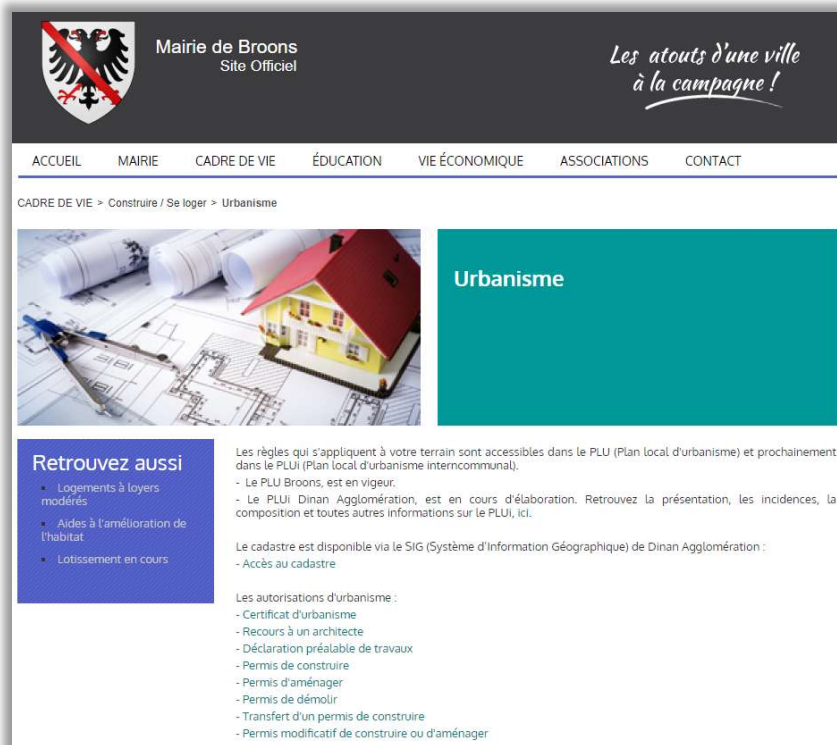 Mairie de Broons
Site Officiel
Les atouts d'une ville
à la campagne !
ACCUEIL MAIRIE CADRE DE VIE ÉDUCATION VIE ÉCONOMIQUE ASSOCIATIONS CONTACT
CADRE DE VIE > Construire / Se loger > Urbanisme
Urbanisme
Retrouvez aussi
▪ Logements à loyers
modérés
▪ Aides à l'amélioration de
l'habitat
▪ Lotissement en cours
Les règles qui s'appliquent à votre terrain sont accessibles dans le PLU (Plan local d'urbanisme) et prochainement
dans le PLUi (Plan local d'urbanisme interncommunal).
- Le PLU Broons, est en vigeur.
- Le PLUi Dinan Agglomération, est en cours d'élaboration. Retrouvez la présentation, les incidences, la
composition et toutes autres informations sur le PLUi, ici.
Le cadastre est disponible via le SIG (Système d'Information Géographique) de Dinan Agglomération :
- Accès au cadastre
Les autorisations d'urbanisme :
- Certificat d'urbanisme
- Recours à un architecte
- Déclaration préalable de travaux
- Permis de construire
- Permis d'aménager
- Permis de démolir
- Transfert d'un permis de construire
- Permis modificatif de construire ou d'aménager